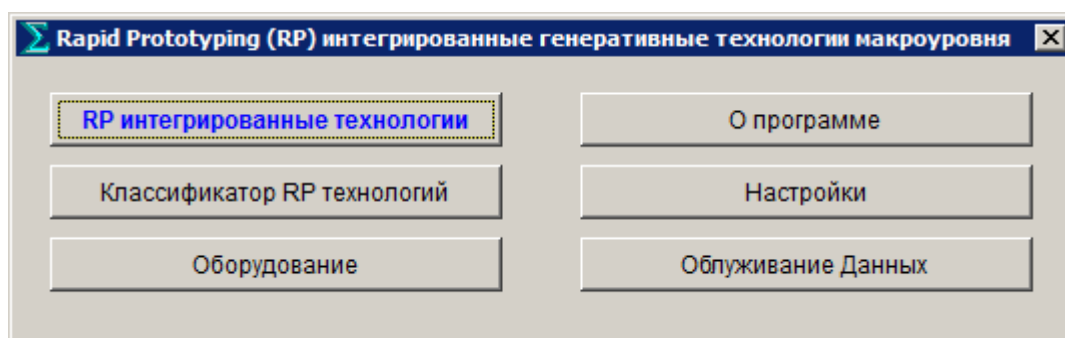 Rapid Prototyping (RP) интегрированные генеративные технологии макроуровня
RP интегрированные технологии
О программе
Классификатор RP технологий
Настройки
Оборудование
Облуживание Данных